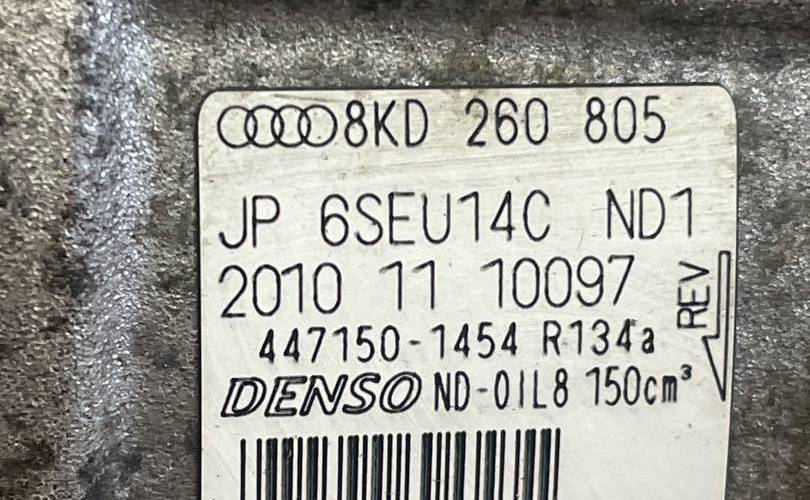 8KD 260 805
JP 6SEU14C ND1
2010 11 10097
REV
447150-1454 R134a
DENSO ND-OIL8 150cm³